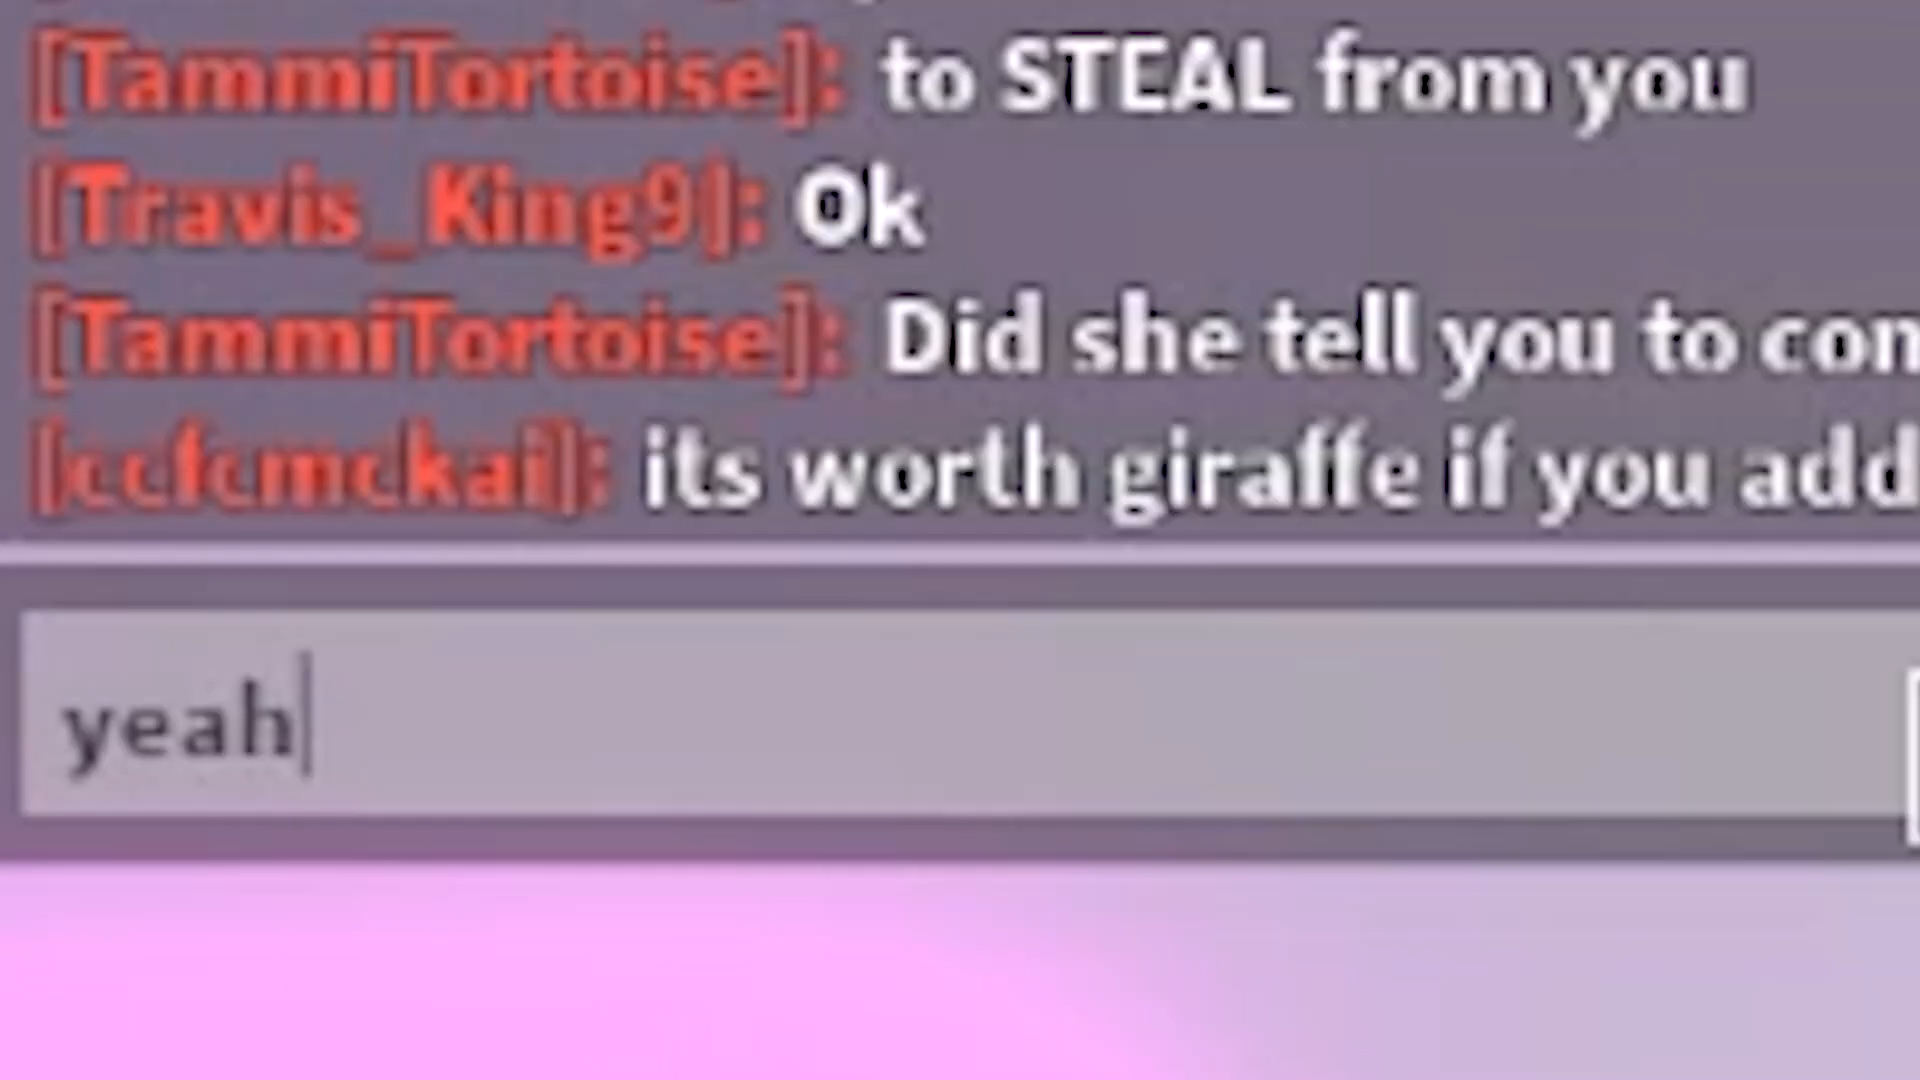 [TammiTortoise]: to STEAL from you
[Travis_King9]: Ok
[TammiTortoise]: Did she tell you to
[ccfcmckai]: its worth giraffe if you add
yeah